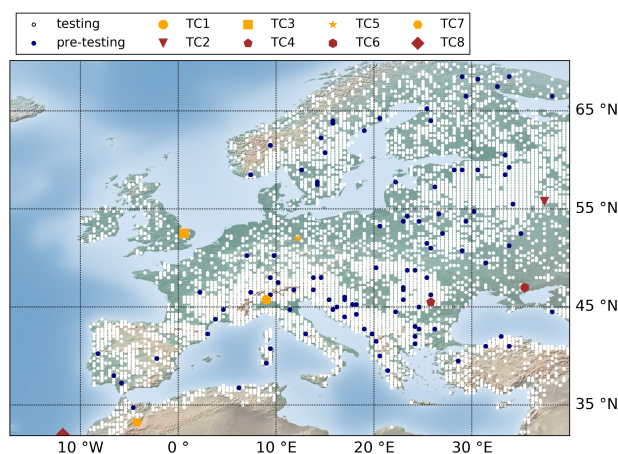 testing TC1 TC3 TC5 TC7
pre-testing TC2 TC4 TC6 TC8
65 °N
55 °N
45 °N
35 °N
10 °W 0 ° 10 °E 20 °E 30 °E